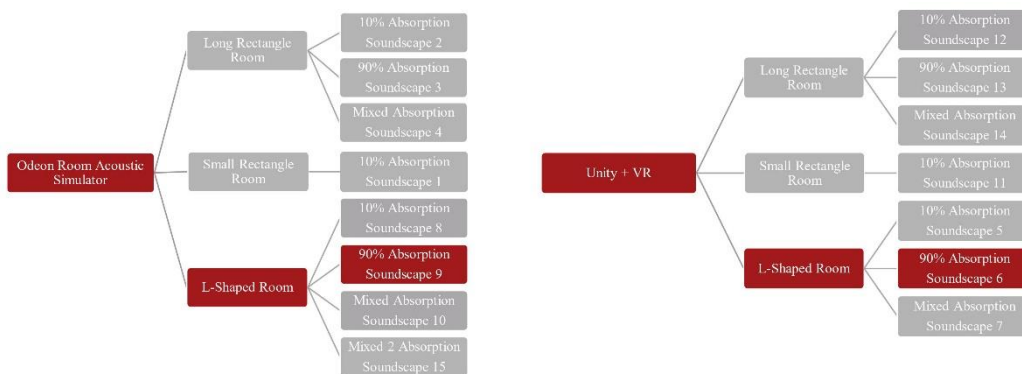 Odeon Room Acoustic
Simulator
Long Rectangle
Room
10% Absorption
Soundscape 2
90% Absorption
Soundscape 3
Mixed Absorption
Soundscape 4
Small Rectangle
Room
10% Absorption
Soundscape 1
L-Shaped Room
10% Absorption
Soundscape 8
90% Absorption
Soundscape 9
Mixed Absorption
Soundscape 10
Mixed 2 Absorption
Soundscape 15
Unity + VR
Long Rectangle
Room
10% Absorption
Soundscape 12
90% Absorption
Soundscape 13
Mixed Absorption
Soundscape 14
Small Rectangle
Room
10% Absorption
Soundscape 11
L-Shaped Room
10% Absorption
Soundscape 5
90% Absorption
Soundscape 6
Mixed Absorption
Soundscape 7